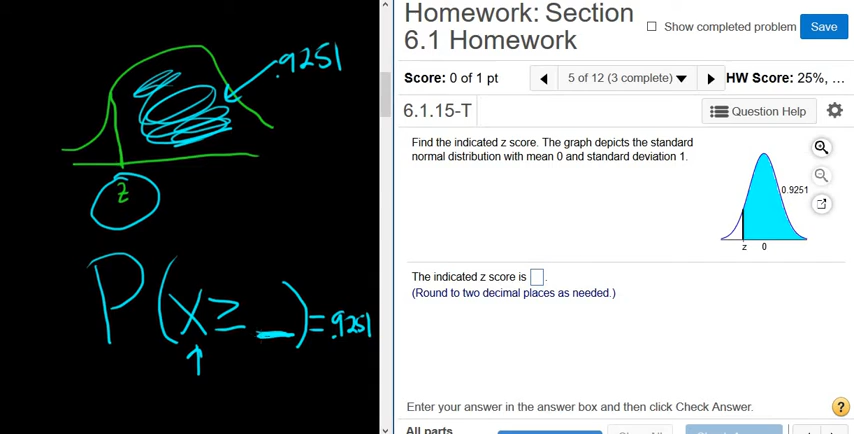 .9251
z
P(x ≥ __) = .9251
Homework: Section
6.1 Homework
Show completed problem
Save
Score: 0 of 1 pt
5 of 12 (3 complete)
HW Score: 25%, ...
6.1.15-T
Question Help
Find the indicated z score. The graph depicts the standard
normal distribution with mean 0 and standard deviation 1.
0.9251
z 0
The indicated z score is
.
(Round to two decimal places as needed.)
Enter your answer in the answer box and then click Check Answer.
?
All parts